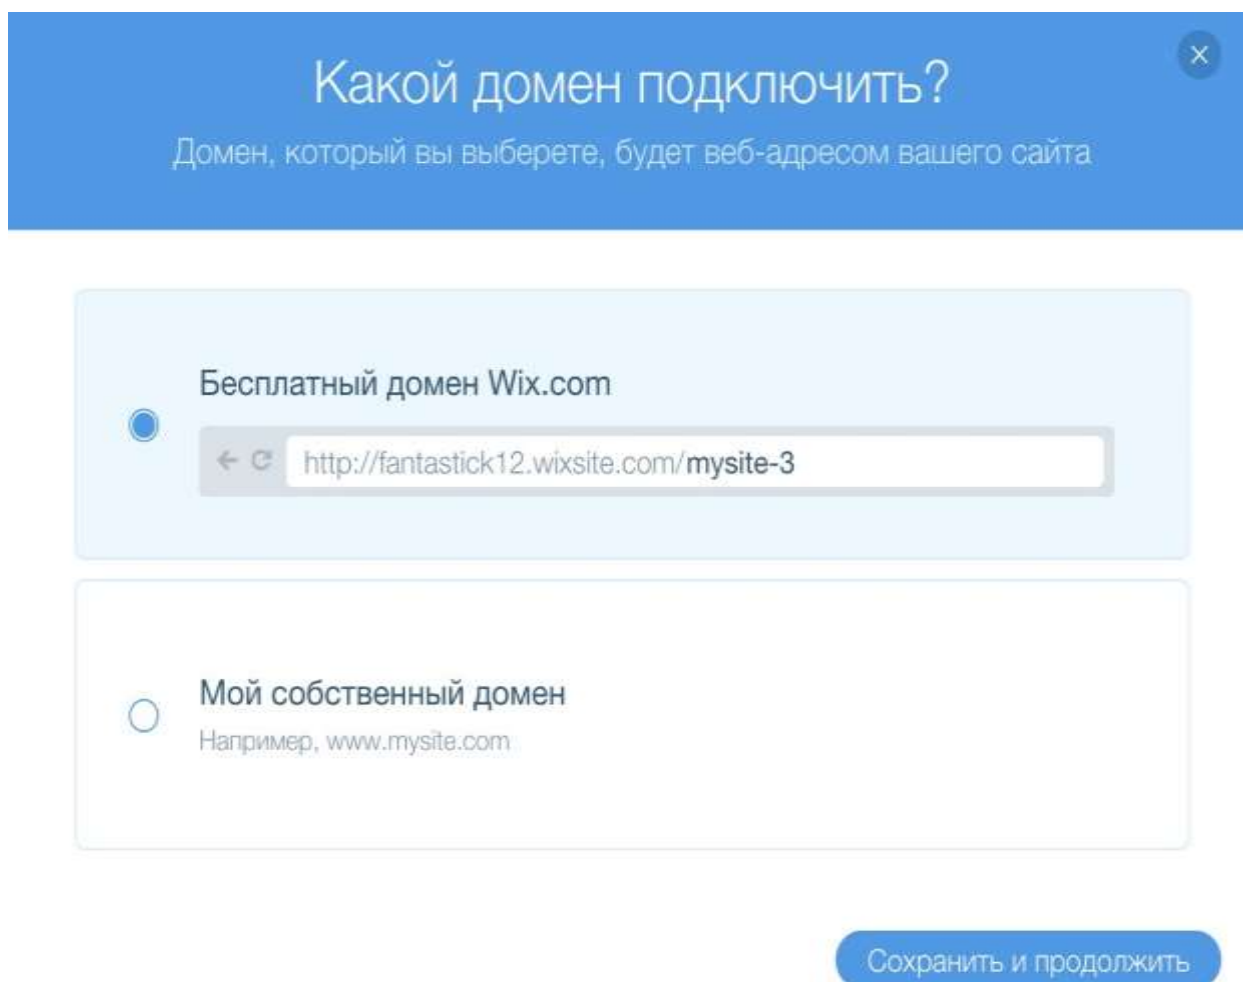 Какой домен подключить?
Домен, который вы выберете, будет веб-адресом вашего сайта
Бесплатный домен Wix.com
http://fantastick12.wixsite.com/mysite-3
Мой собственный домен
Например, www.mysite.com
Сохранить и продолжить